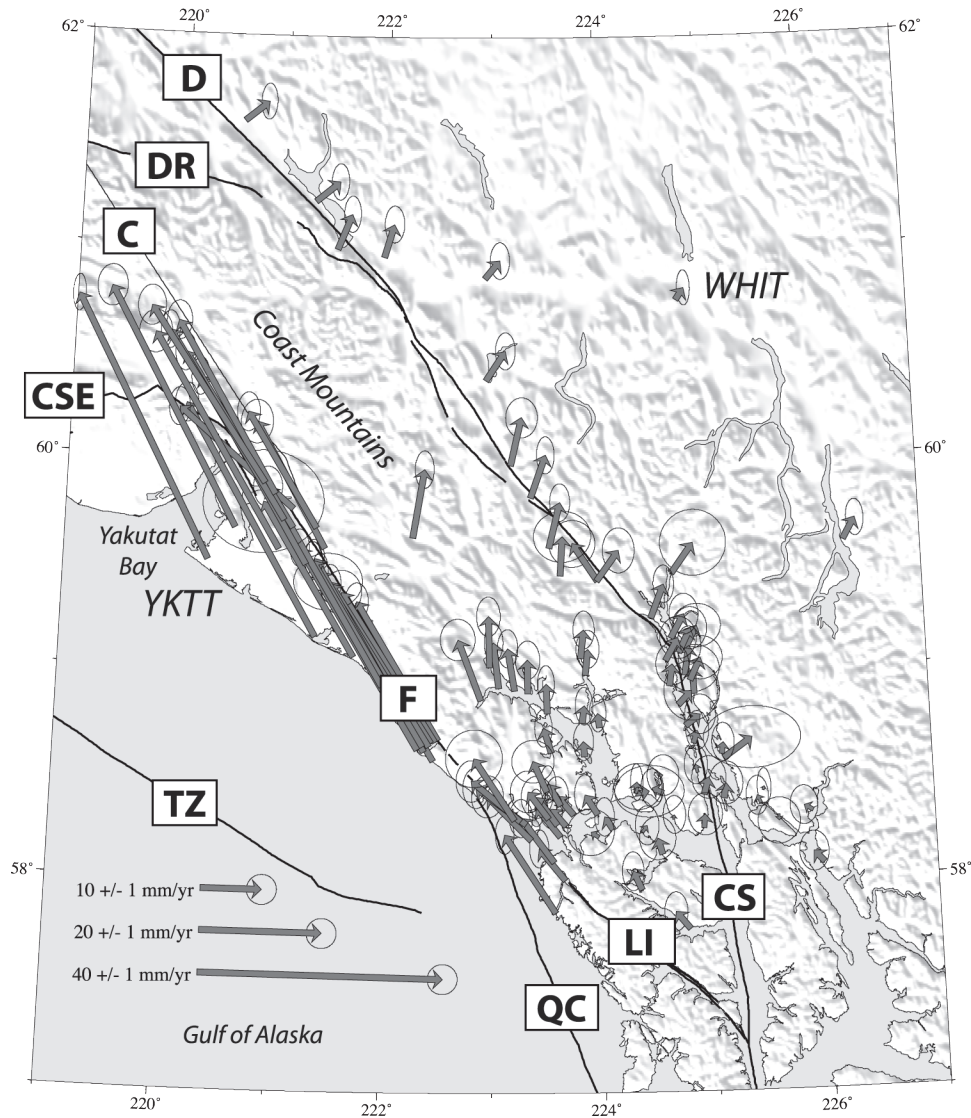 220°
222°
224°
226°
62°
62°
D
DR
C
WHIT
Coast Mountains
CSE
60°
60°
Yakutat
Bay
YKTT
F
TZ
58°
58°
10 +/- 1 mm/yr
20 +/- 1 mm/yr
40 +/- 1 mm/yr
CS
LI
QC
Gulf of Alaska
220°
222°
224°
226°